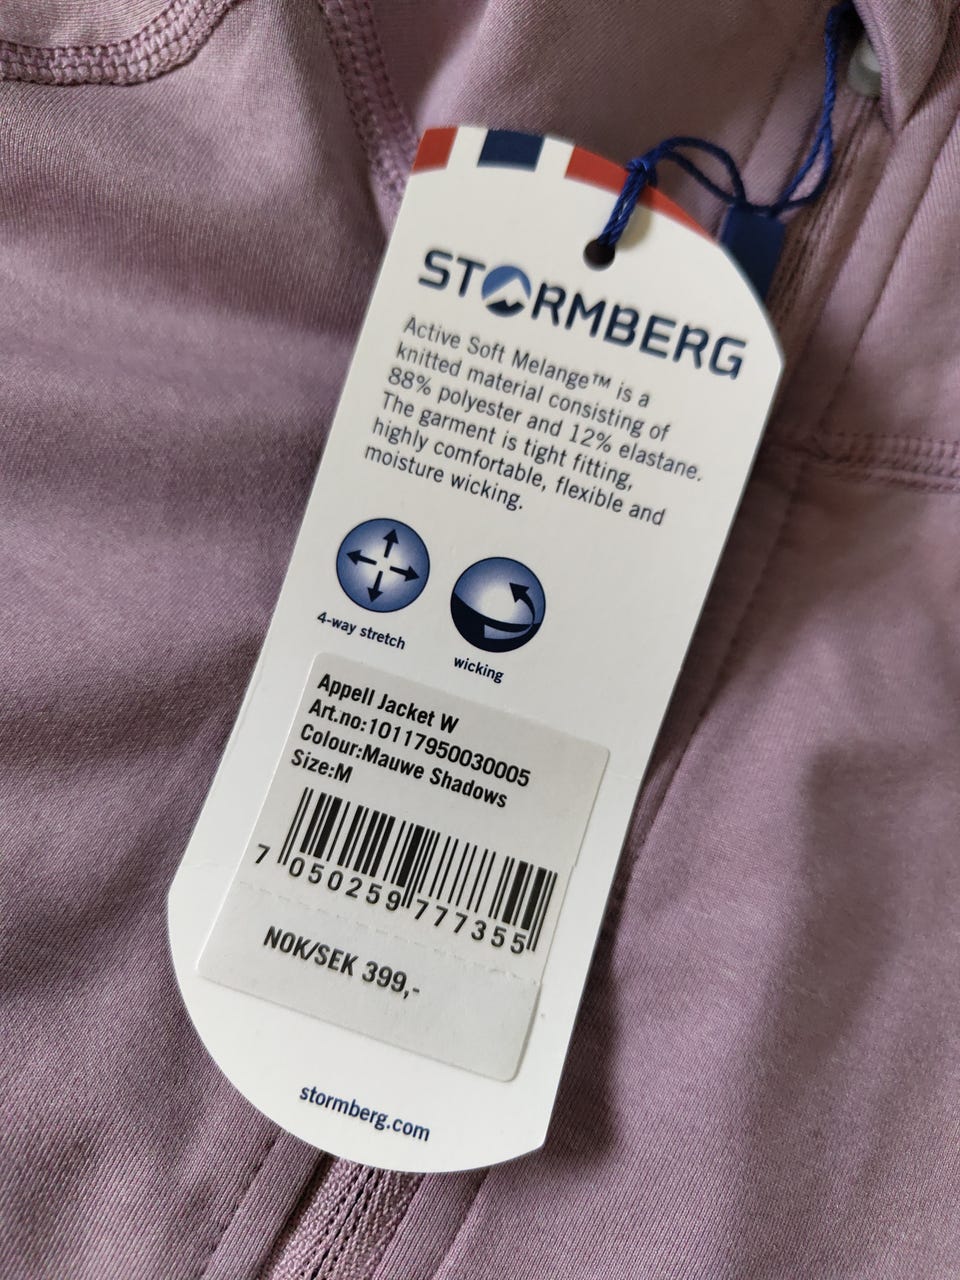 STORMBERG
Active Soft Melange™ is a
knitted material consisting of
88% polyester and 12% elastane.
The garment is tight fitting,
highly comfortable, flexible and
moisture wicking.
4-way stretch
wicking
Appell Jacket W
Art.no:10117950030005
Colour:Mauwe Shadows
Size:M
7 050259 777355
NOK/SEK 399,-
stormberg.com